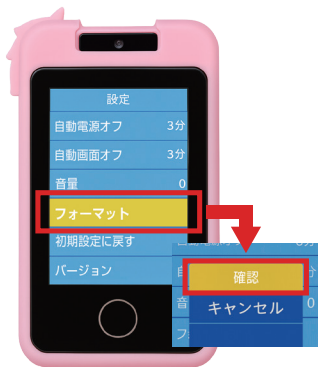 設定
自動電源オフ 3分
自動画面オフ 3分
音量 0
フォーマット
初期設定に戻す
バージョン
確認
キャンセル